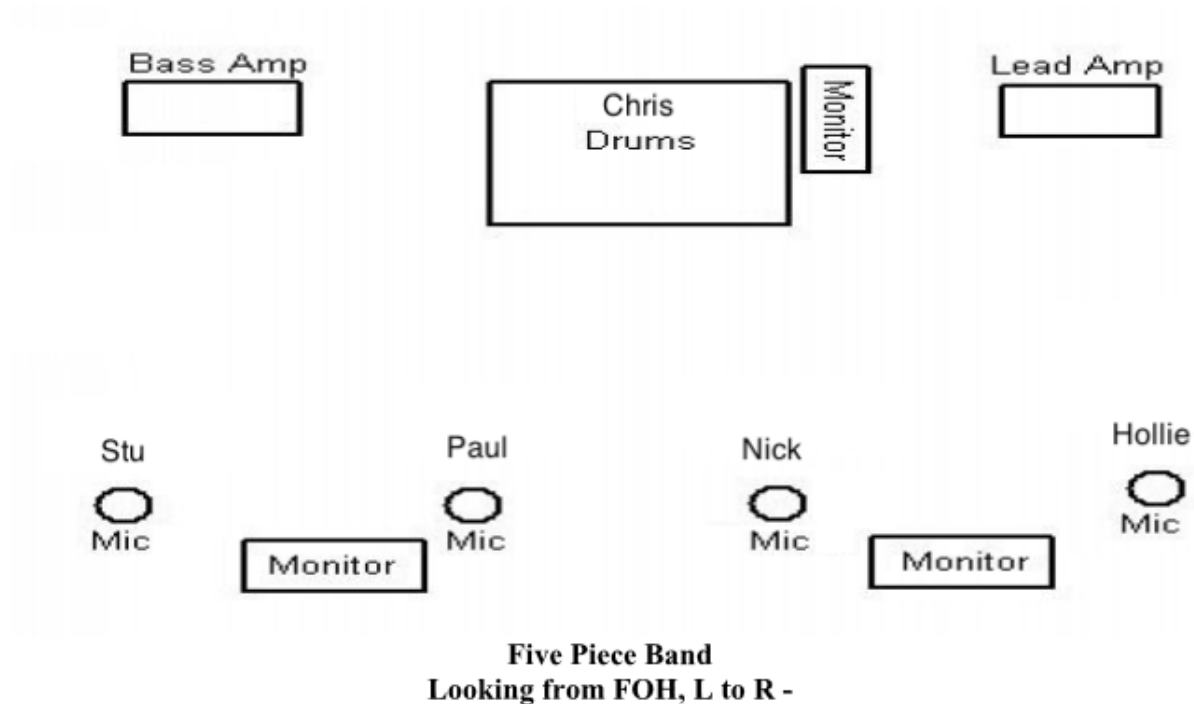 Bass Amp
Lead Amp
Chris
Drums
Monitor
Stu
Paul
Nick
Hollie
Mic
Mic
Mic
Mic
Monitor
Monitor
Five Piece Band
Looking from FOH, L to R -